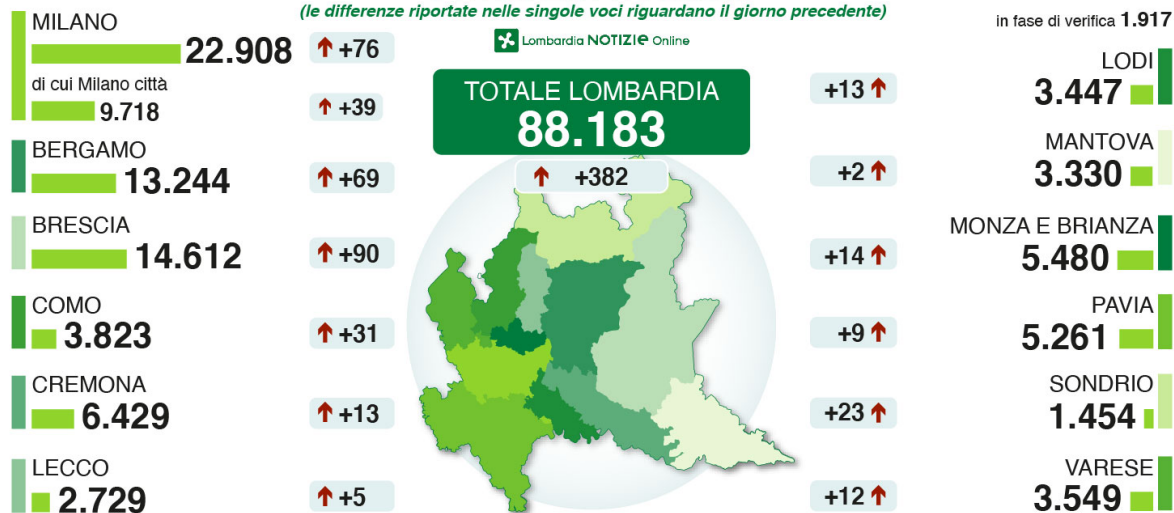 (le differenze riportate nelle singole voci riguardano il giorno precedente)
Lombardia NOTIZIE Online
in fase di verifica 1.917
TOTALE LOMBARDIA
88.183
+382
MILANO
22.908
+76
di cui Milano città
9.718
+39
BERGAMO
13.244
+69
BRESCIA
14.612
+90
COMO
3.823
+31
CREMONA
6.429
+13
LECCO
2.729
+5
LODI
+13
3.447
MANTOVA
+2
3.330
MONZA E BRIANZA
+14
5.480
PAVIA
+9
5.261
SONDRIO
+23
1.454
VARESE
+12
3.549